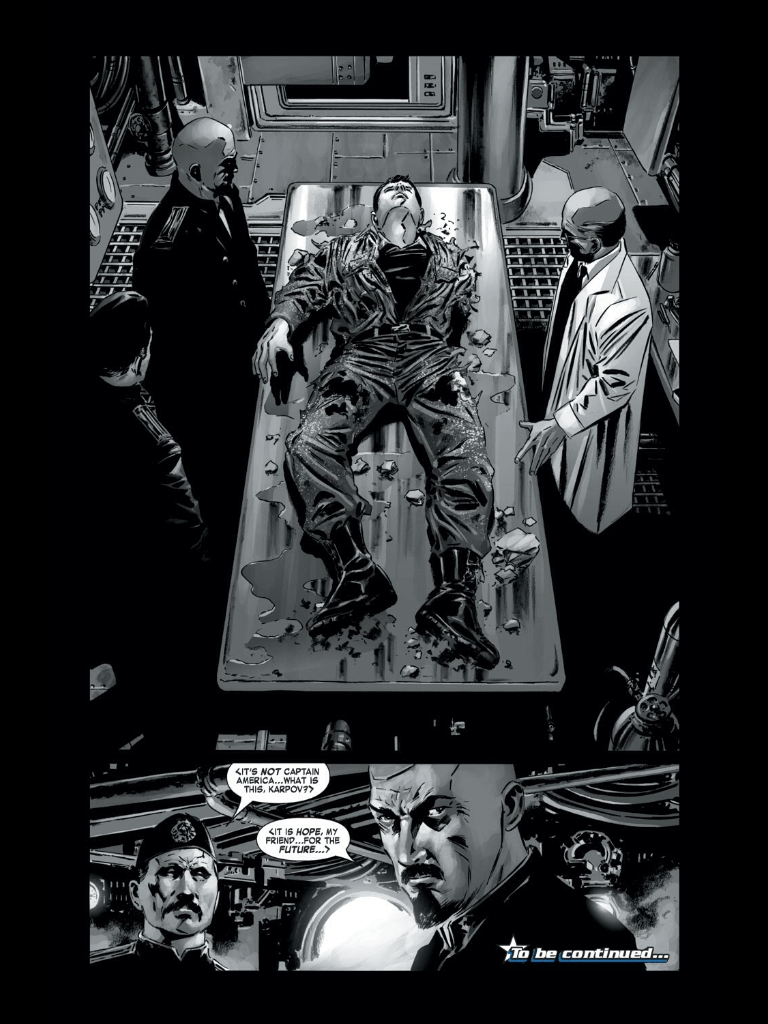 <IT'S NOT CAPTAIN
AMERICA...WHAT IS
THIS, KARPOV?>
<IT IS HOPE, MY
FRIEND...FOR THE
FUTURE...>
To be continued...